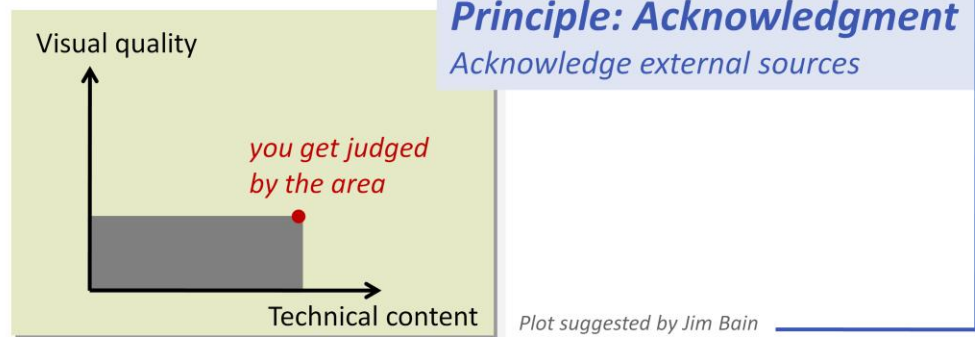 Principle: Acknowledgment
Acknowledge external sources
Visual quality
you get judged
by the area
Technical content
Plot suggested by Jim Bain